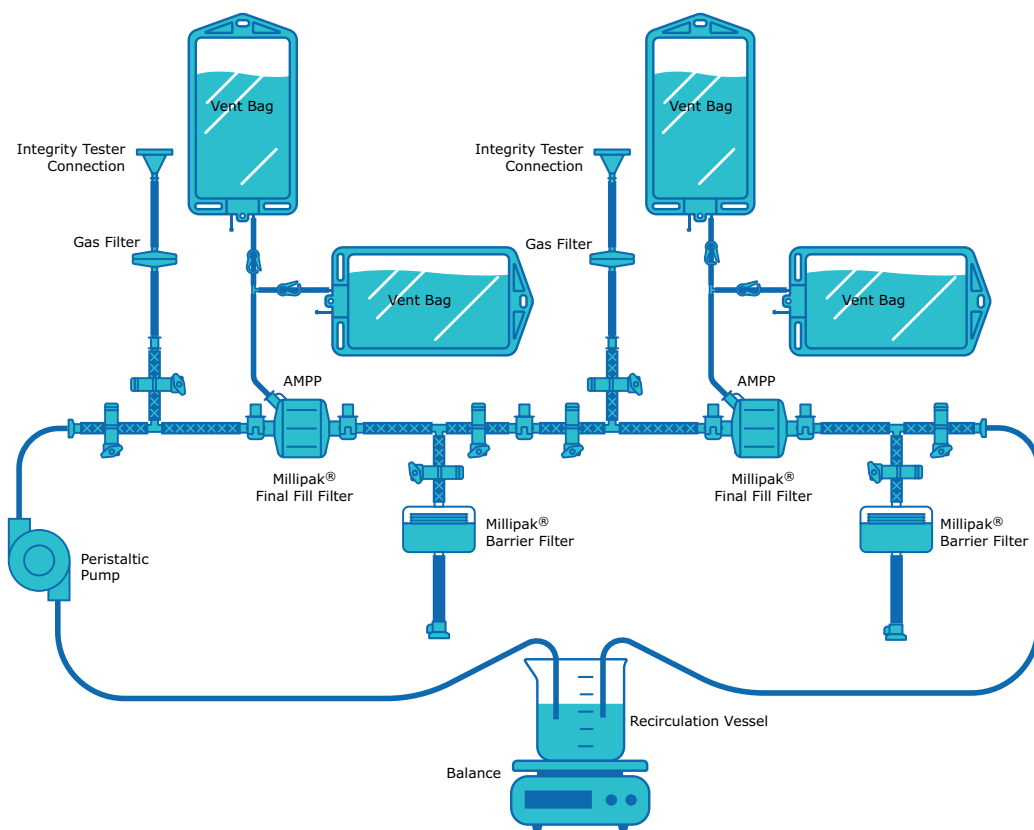 Vent Bag
Vent Bag
Integrity Tester
Connection
Integrity Tester
Connection
Gas Filter
Gas Filter
Vent Bag
Vent Bag
AMPP
AMPP
Millipak®
Final Fill Filter
Millipak®
Final Fill Filter
Millipak®
Barrier Filter
Millipak®
Barrier Filter
Peristaltic
Pump
Recirculation Vessel
Balance